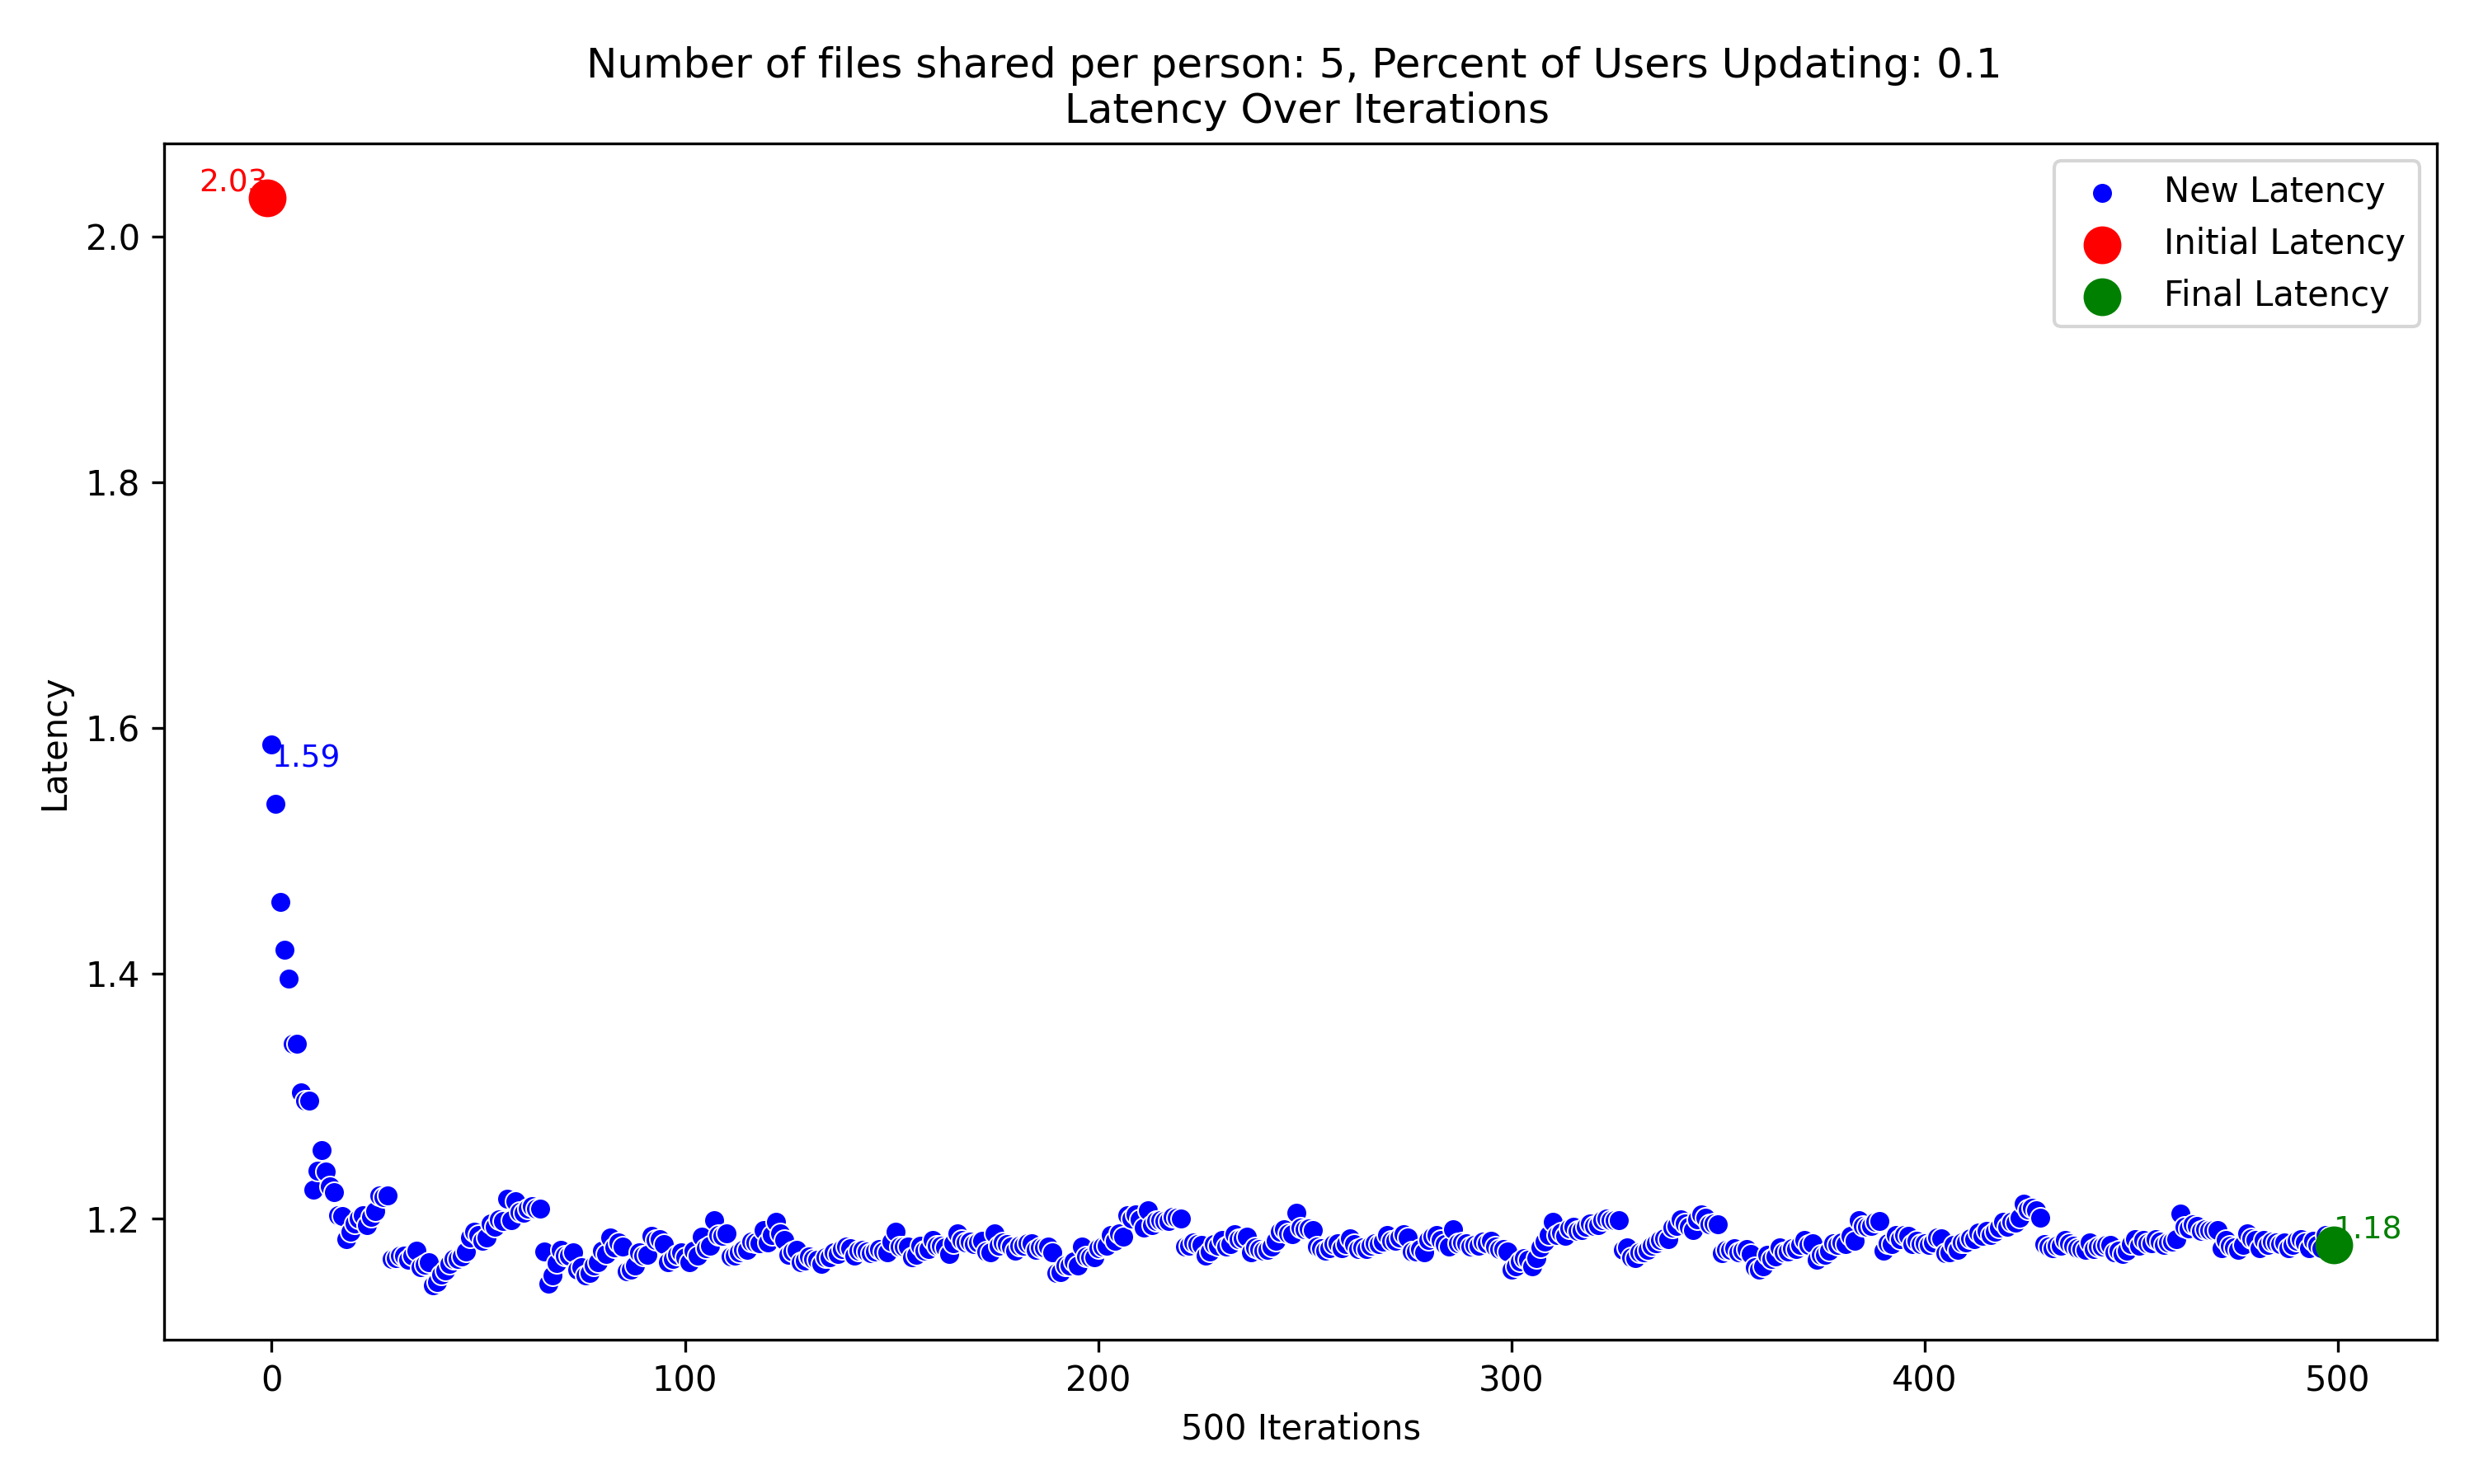 Number of files shared per person: 5, Percent of Users Updating: 0.1
Latency Over Iterations
2.03
New Latency
Initial Latency
Final Latency
2.0
1.8
1.6
1.59
1.4
1.2
1.18
Latency
0
100
200
300
400
500
500 Iterations